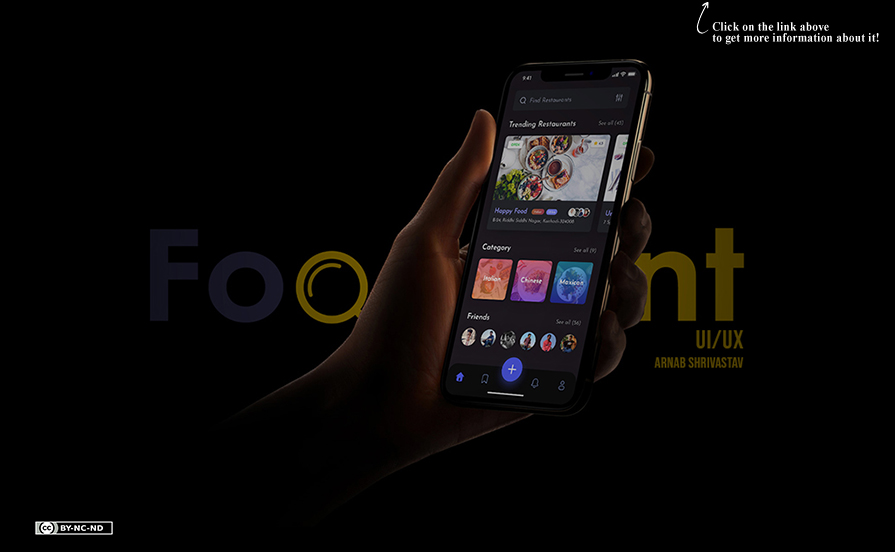 Click on the link above
to get more information about it!
9:41
Find Restaurants
Trending Restaurants
See all (45)
Happy Food
Category
See all (9)
Italian
Chinese
Mexican
Friends
See all (56)
Foo
nt
UI/UX
ARNAB SHRIVASTAV
CC BY-NC-ND